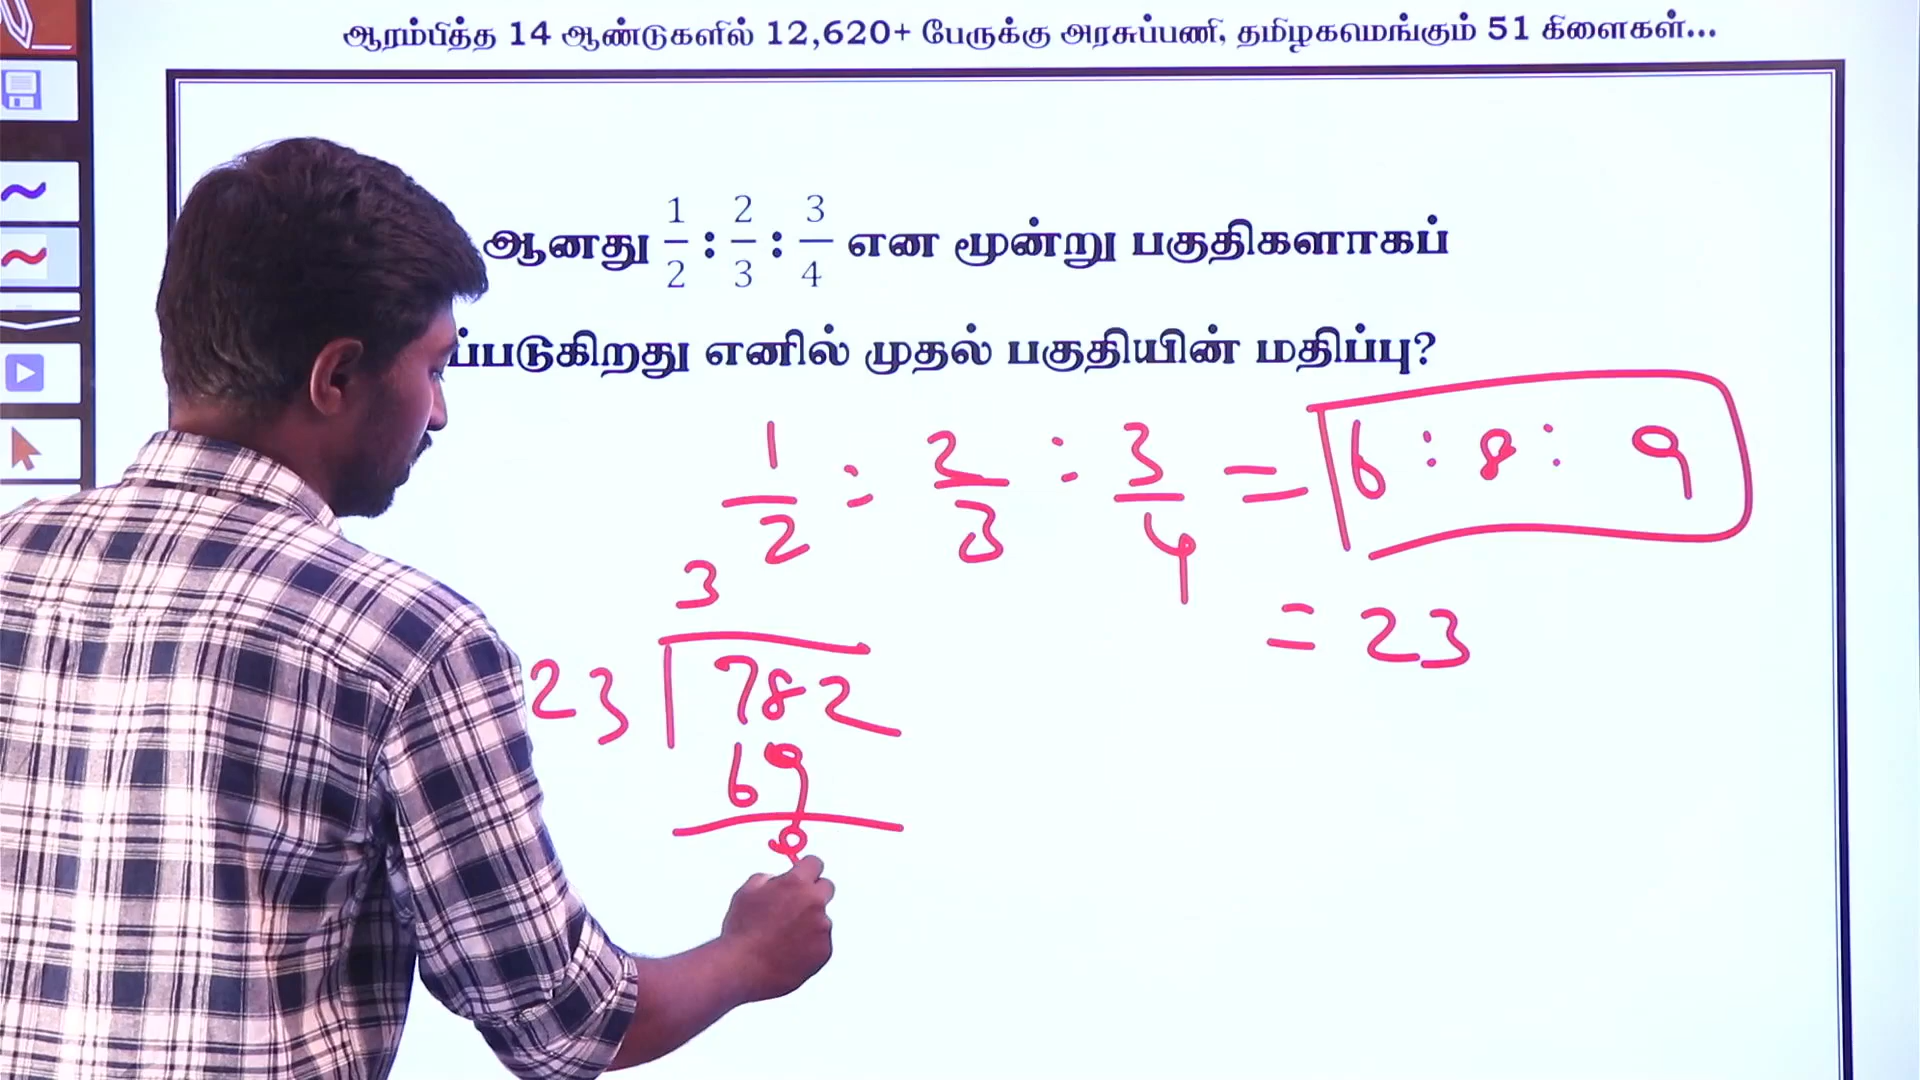 ஆரம்பித்த 14 ஆண்டுகளில் 12,620+ பேருக்கு அரசுப்பணி, தமிழகமெங்கும் 51 கிளைகள்...
ஆனது 1/2 : 2/3 : 3/4 என மூன்று பகுதிகளாகப்
ப்படுகிறது எனில் முதல் பகுதியின் மதிப்பு?
1/2 : 2/3 : 3/4 = 6 : 8 : 9
= 23
3
23 782
69